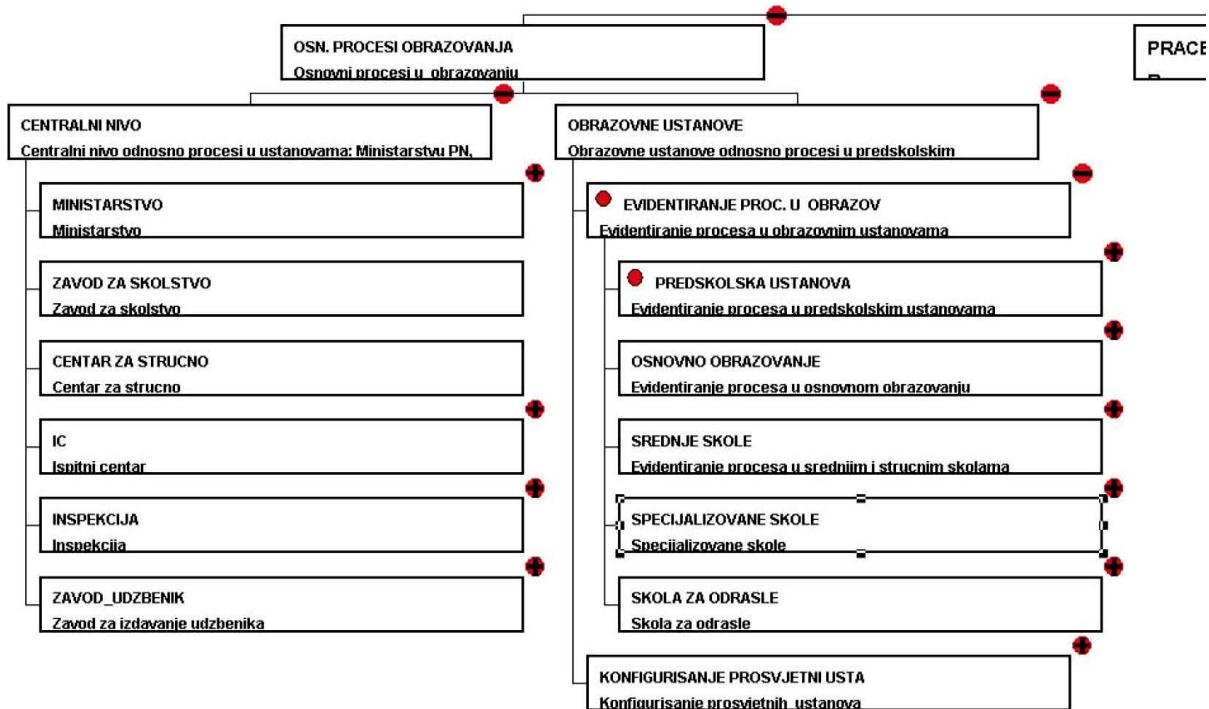 OSN. PROCESI OBRAZOVANJA
Osnovni procesi u obrazovanju
PRACE
CENTRALNI NIVO
Centralni nivo odnosno procesi u ustanovama: Ministarstvu PN,
OBRAZOVNE USTANOVE
Obrazovne ustanove odnosno procesi u predskolskim
MINISTARSTVO
Ministarstvo
ZAVOD ZA SKOLSTVO
Zavod za skolstvo
CENTAR ZA STRUCNO
Centar za strucno
IC
Ispitni centar
INSPEKCIJA
Inspekcija
ZAVOD_UDZBENIK
Zavod za izdavanje udzbenika
EVIDENTIRANJE PROC. U OBRAZOV
Evidentiranje procesa u obrazovnim ustanovama
PREDSKOLSKA USTANOVA
Evidentiranje procesa u predskolskim ustanovama
OSNOVNO OBRAZOVANJE
Evidentiranje procesa u osnovnom obrazovanju
SREDNJE SKOLE
Evidentiranje procesa u srednjim i strucnim skolama
SPECIJALIZOVANE SKOLE
Specijalizovane skole
SKOLA ZA ODRASLE
Skola za odrasle
KONFIGURISANJE PROSVJETNI USTA
Konfigurisanje prosvjetnih ustanova